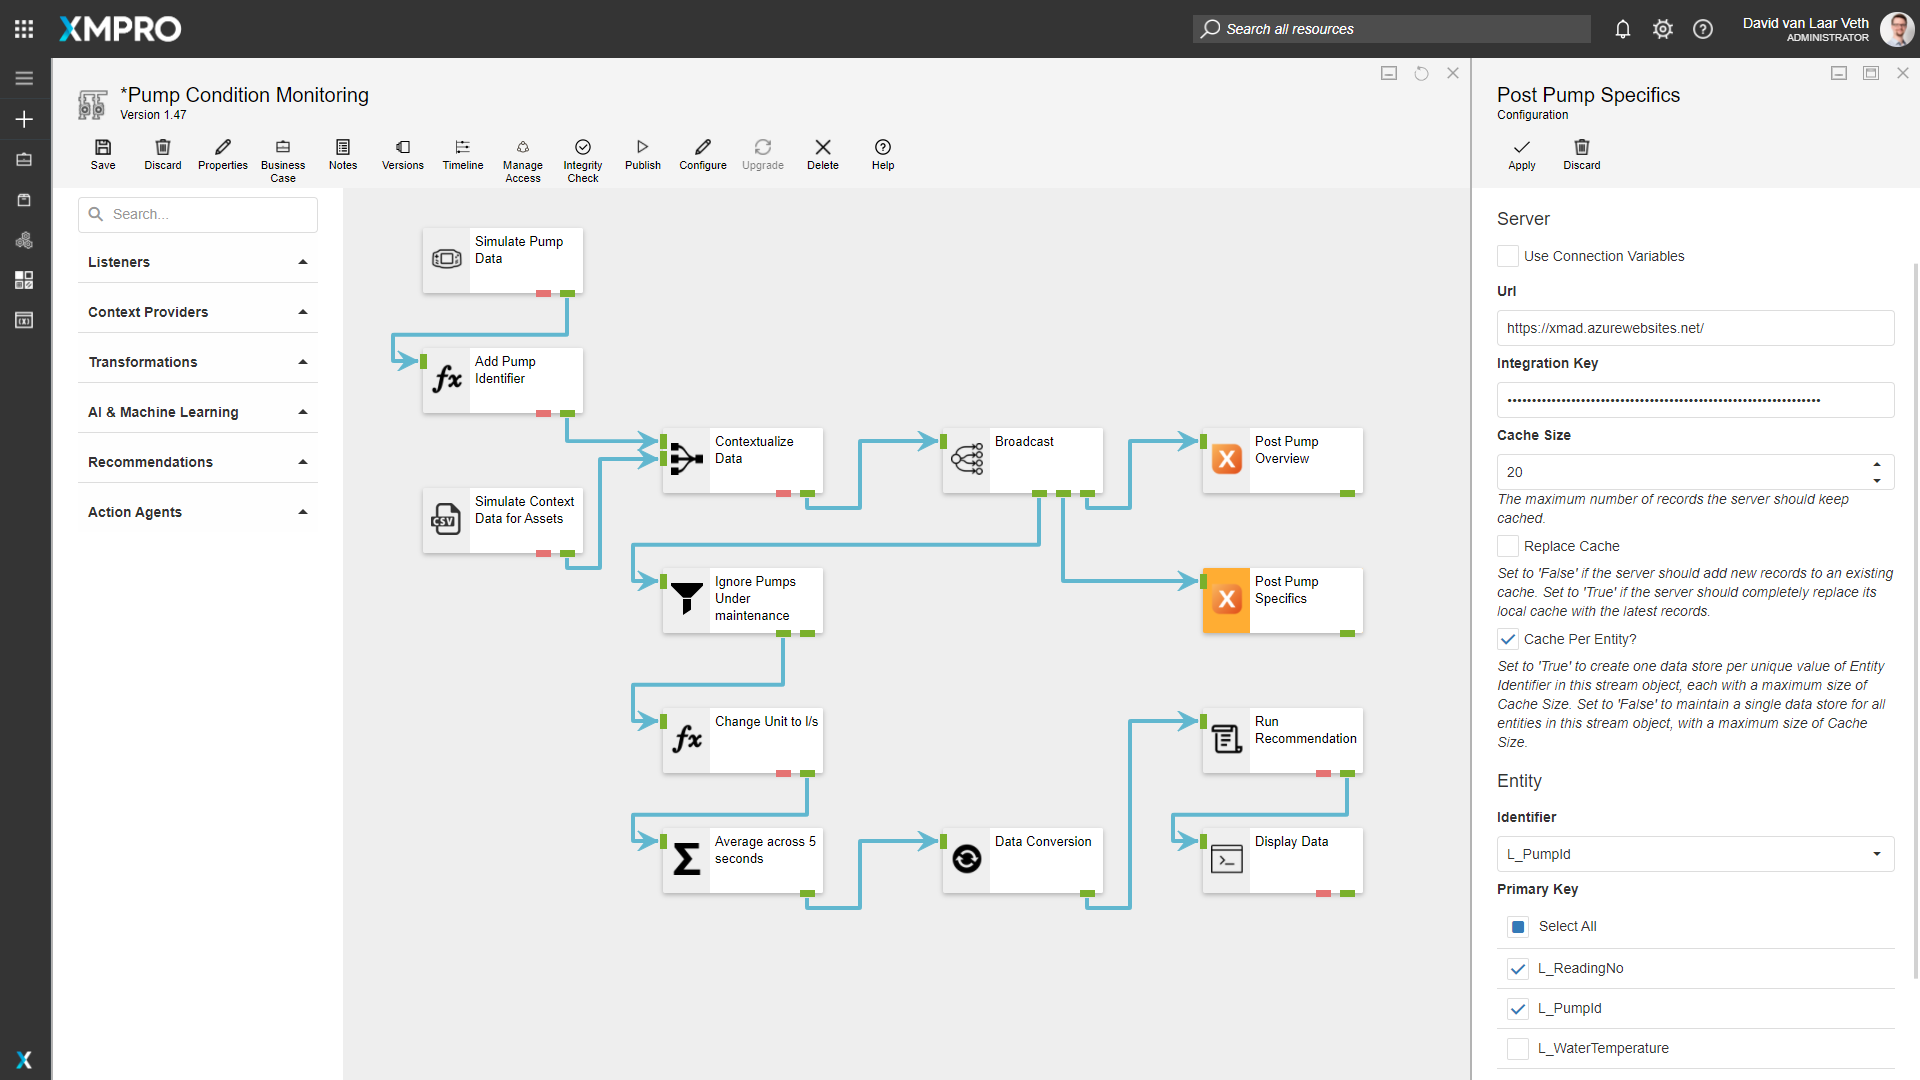 XMPRO
Search all resources
David van Laar Veth
ADMINISTRATOR
*Pump Condition Monitoring
Version 1.47
Save
Discard
Properties
Business
Case
Notes
Versions
Timeline
Manage
Access
Integrity
Check
Publish
Configure
Upgrade
Delete
Help
Search...
Listeners
Context Providers
Transformations
AI & Machine Learning
Recommendations
Action Agents
Simulate Pump
Data
Add Pump
Identifier
fx
Contextualize
Data
Broadcast
Post Pump
Overview
X
Simulate Context
Data for Assets
CSV
Ignore Pumps
Under
maintenance
Post Pump
Specifics
X
Change Unit to l/s
fx
Run
Recommendation
Average across 5
seconds
Σ
Data Conversion
Display Data
Post Pump Specifics
Configuration
Apply
Discard
Server
Use Connection Variables
Url
https://xmad.azurewebsites.net/
Integration Key
Cache Size
20
The maximum number of records the server should keep
cached.
Replace Cache
Set to 'False' if the server should add new records to an existing
cache. Set to 'True' if the server should completely replace its
local cache with the latest records.
Cache Per Entity?
Set to 'True' to create one data store per unique value of Entity
Identifier in this stream object, each with a maximum size of
Cache Size. Set to 'False' to maintain a single data store for all
entities in this stream object, with a maximum size of Cache
Size.
Entity
Identifier
L_PumpId
Primary Key
Select All
L_ReadingNo
L_PumpId
L_WaterTemperature